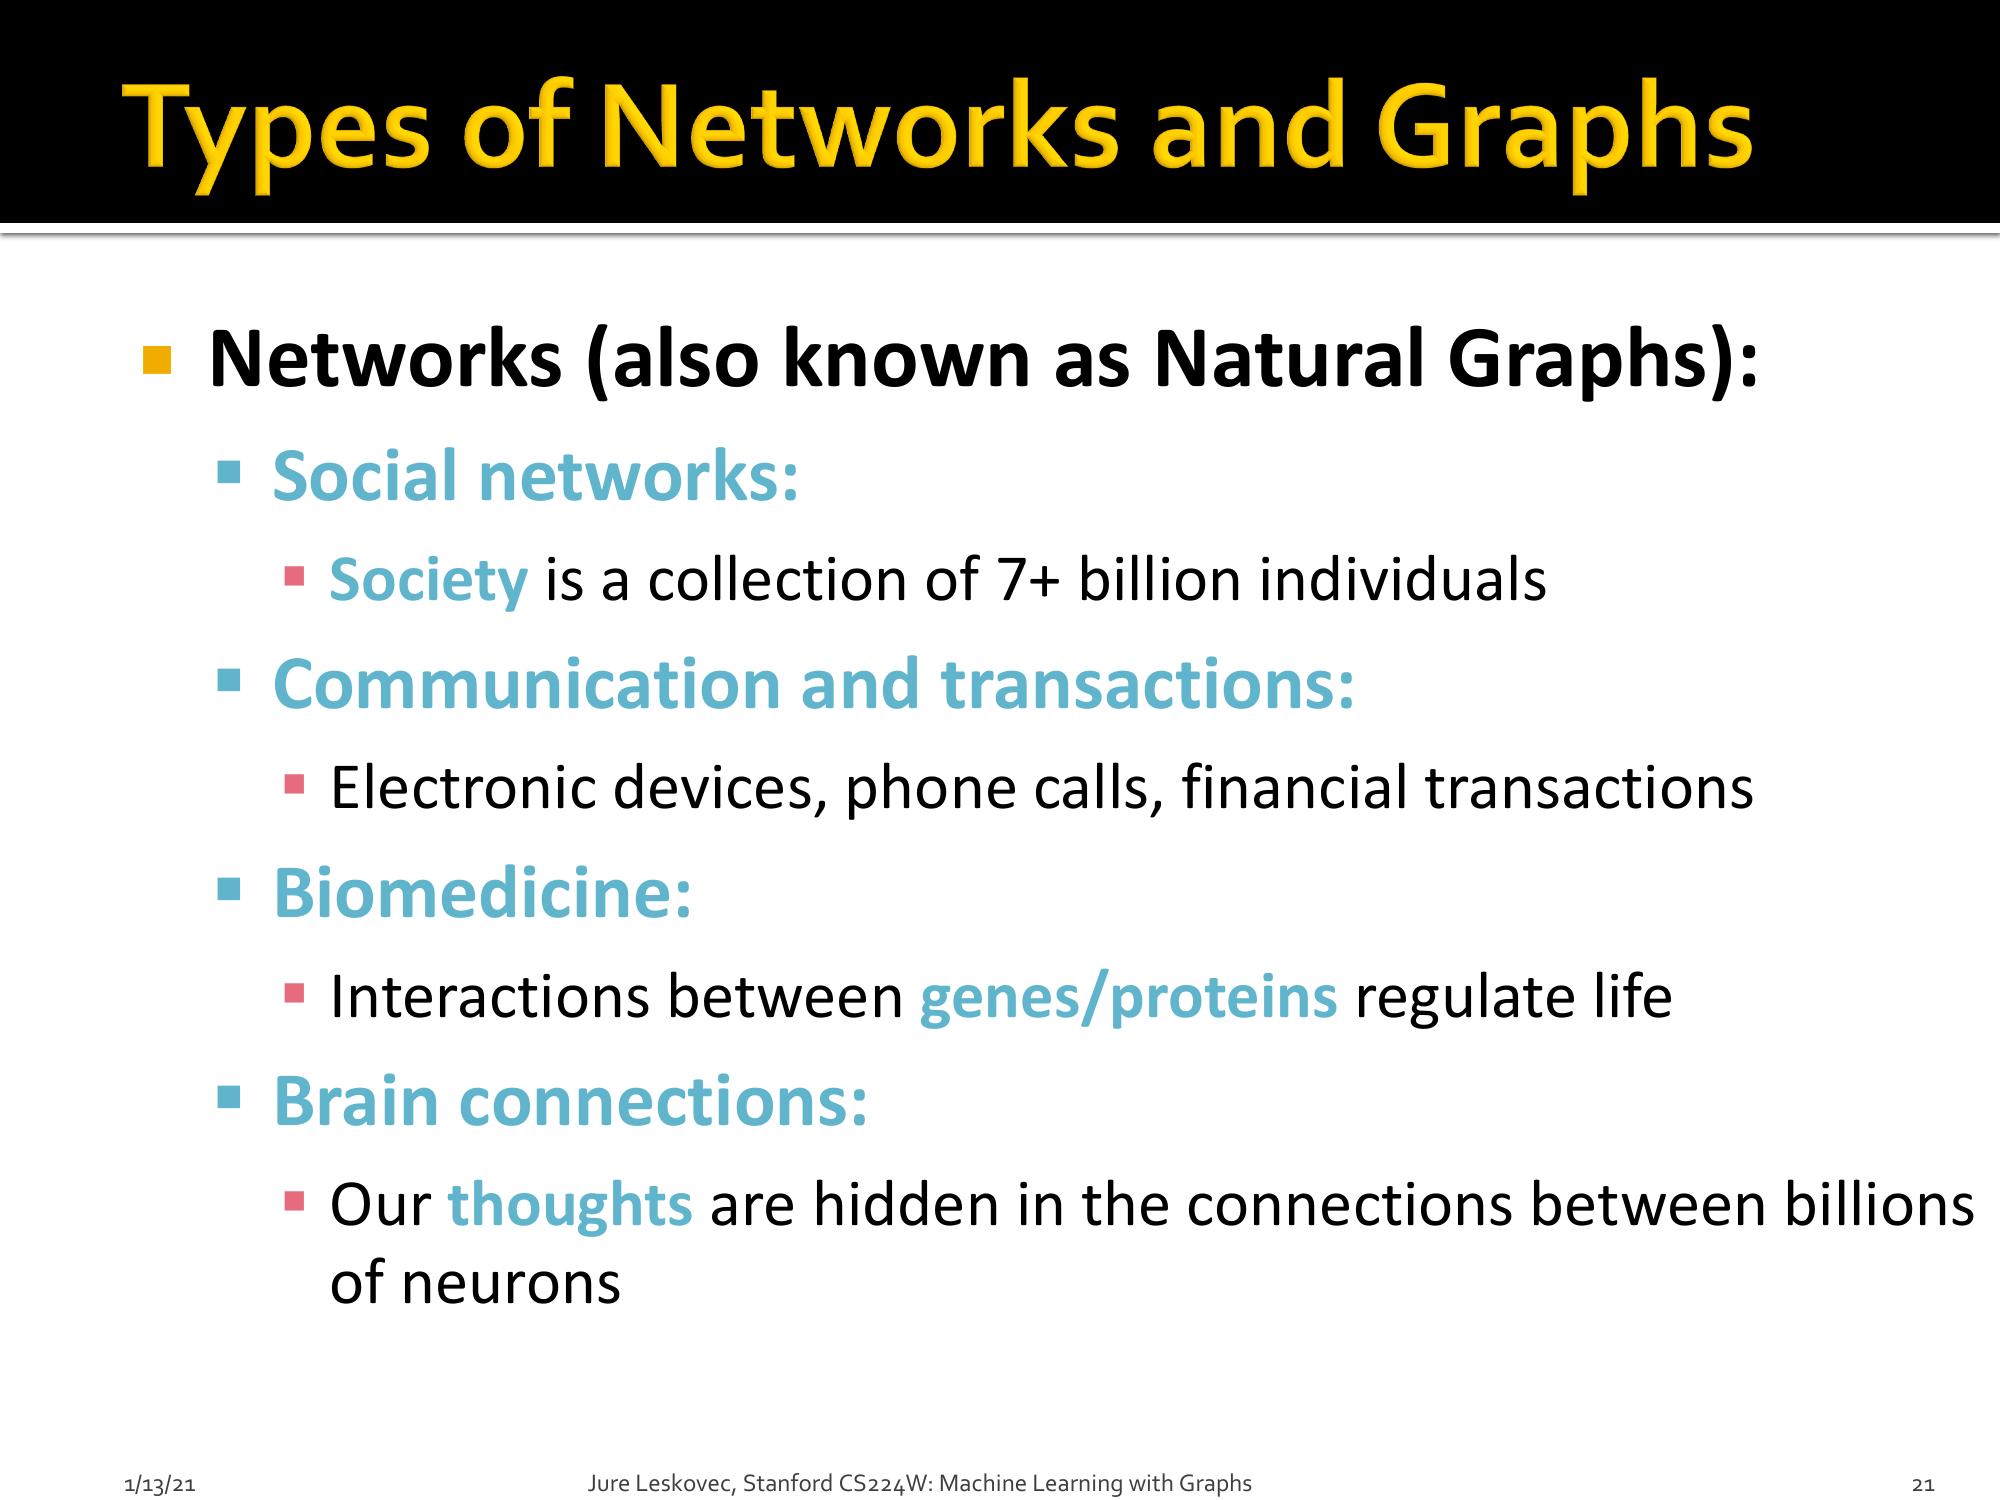 Types of Networks and Graphs
Networks (also known as Natural Graphs):
Social networks:
Society is a collection of 7+ billion individuals
Communication and transactions:
Electronic devices, phone calls, financial transactions
Biomedicine:
Interactions between genes/proteins regulate life
Brain connections:
Our thoughts are hidden in the connections between billions
of neurons
1/13/21
Jure Leskovec, Stanford CS224W: Machine Learning with Graphs
21